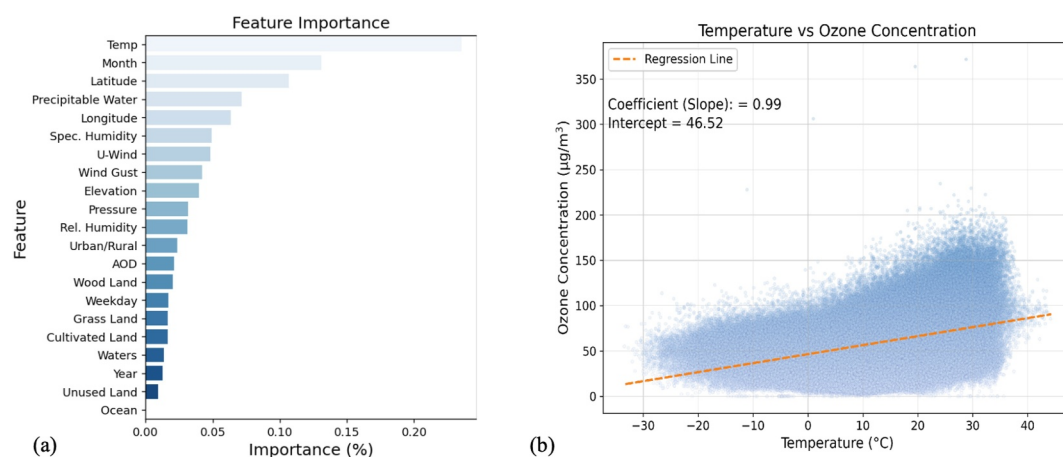 Feature Importance
Temp
Month
Latitude
Precipitable Water
Longitude
Spec. Humidity
U-Wind
Wind Gust
Elevation
Pressure
Rel. Humidity
Urban/Rural
AOD
Wood Land
Weekday
Grass Land
Cultivated Land
Waters
Year
Unused Land
Ocean
Feature
0.00 0.05 0.10 0.15 0.20
Importance (%)
(a)
Temperature vs Ozone Concentration
Regression Line
Coefficient (Slope): = 0.99
Intercept = 46.52
350
300
250
200
150
100
50
0
Ozone Concentration (µg/m³)
−30 −20 −10 0 10 20 30 40
Temperature (°C)
(b)